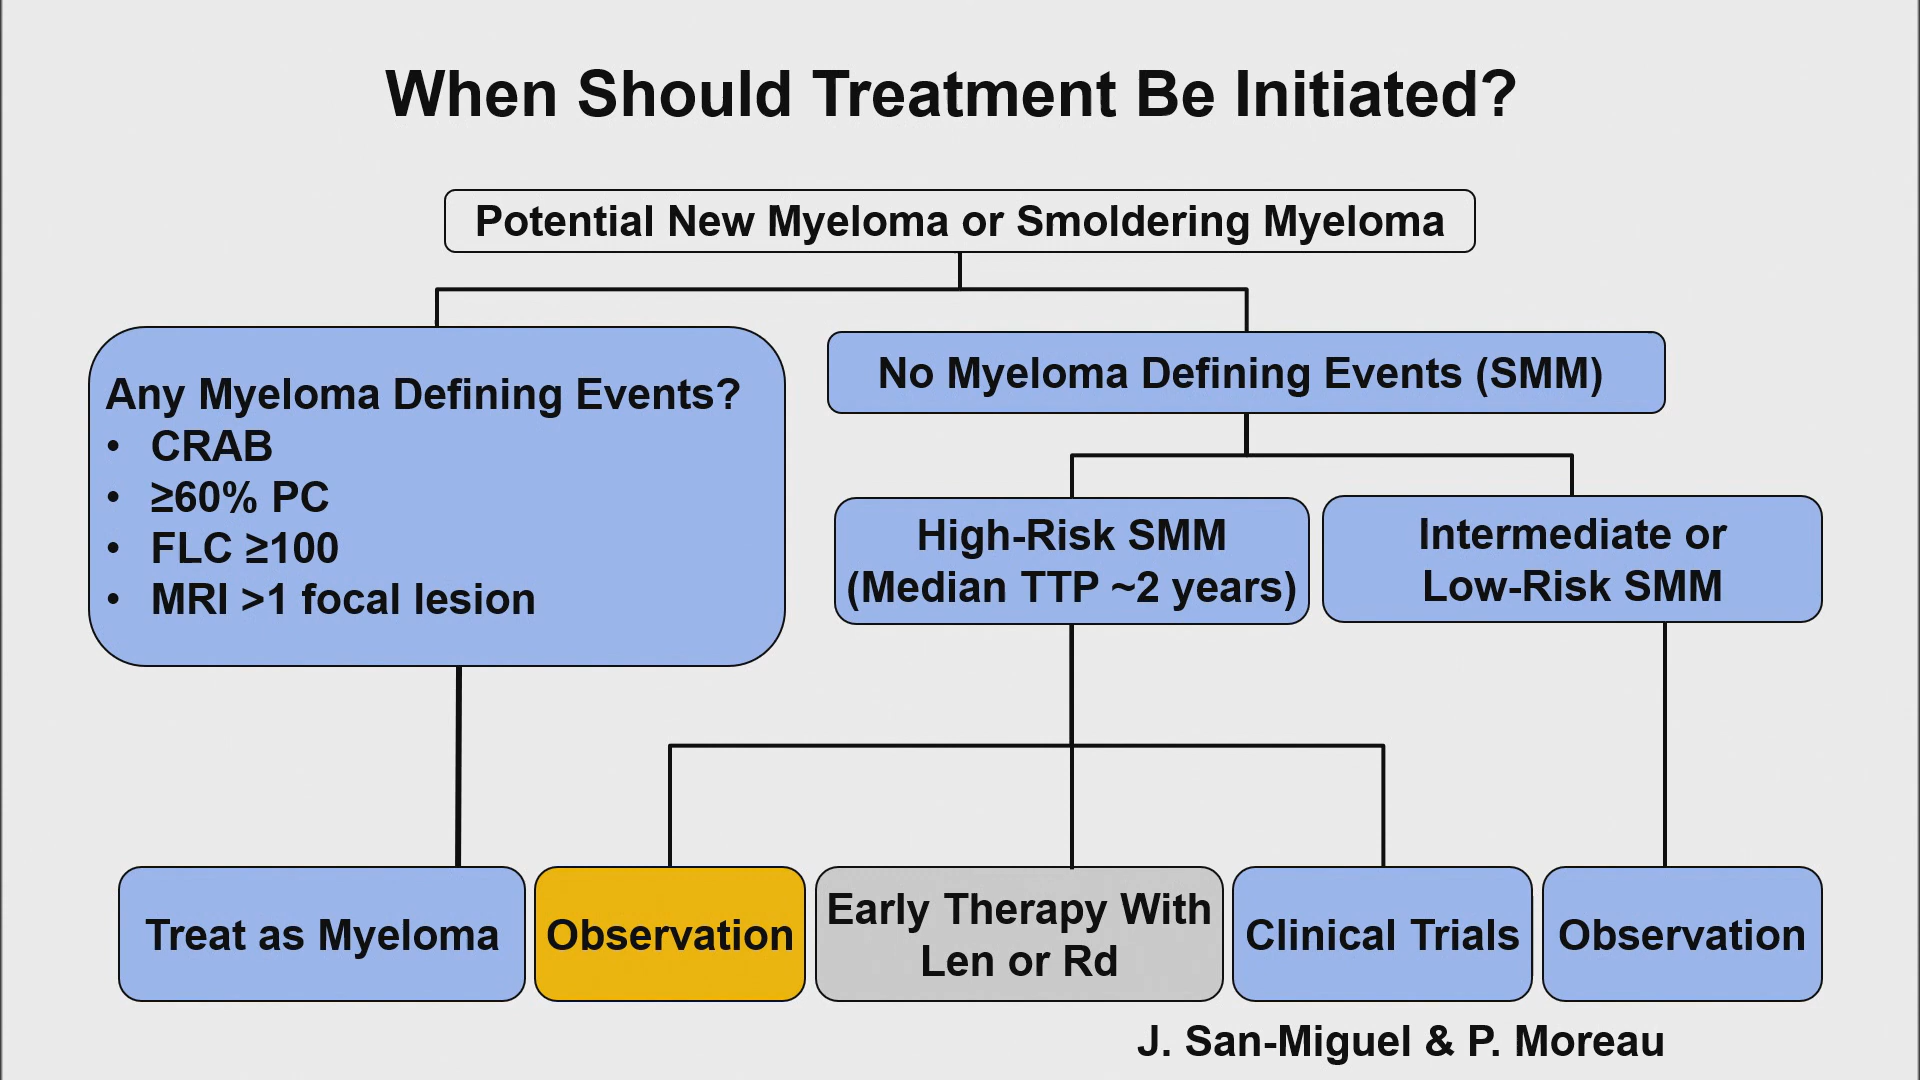 When Should Treatment Be Initiated?
Potential New Myeloma or Smoldering Myeloma
Any Myeloma Defining Events?
• CRAB
• ≥60% PC
• FLC ≥100
• MRI >1 focal lesion
No Myeloma Defining Events (SMM)
High-Risk SMM
(Median TTP ~2 years)
Intermediate or
Low-Risk SMM
Treat as Myeloma
Observation
Early Therapy With
Len or Rd
Clinical Trials
Observation
J. San-Miguel & P. Moreau